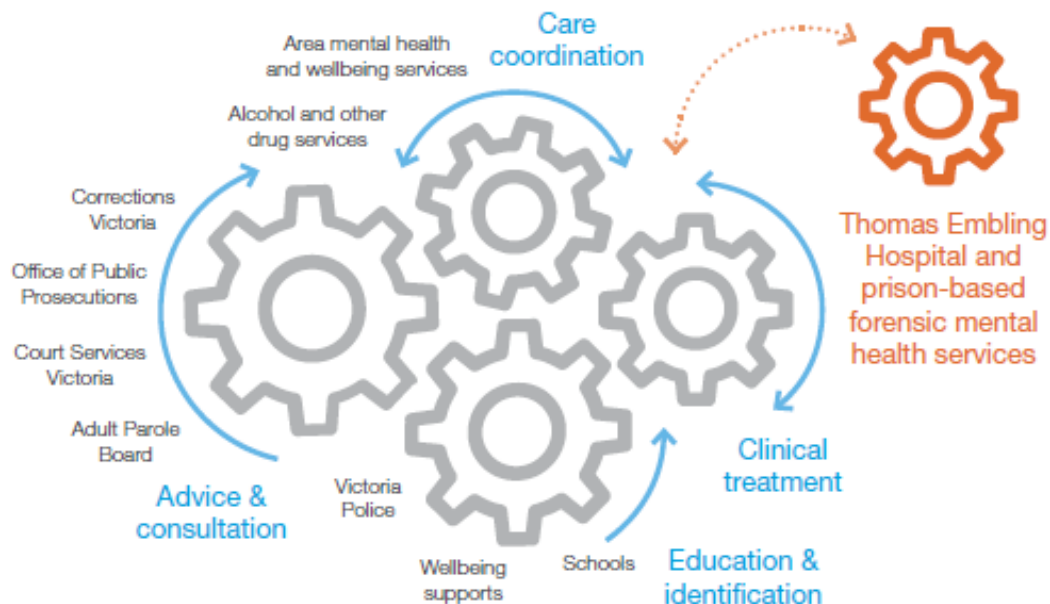 Care
coordination
Area mental health
and wellbeing services
Alcohol and other
drug services
Corrections
Victoria
Office of Public
Prosecutions
Court Services
Victoria
Adult Parole
Board
Advice &
consultation
Victoria
Police
Wellbeing
supports
Schools
Education &
identification
Clinical
treatment
Thomas Embling
Hospital and
prison-based
forensic mental
health services